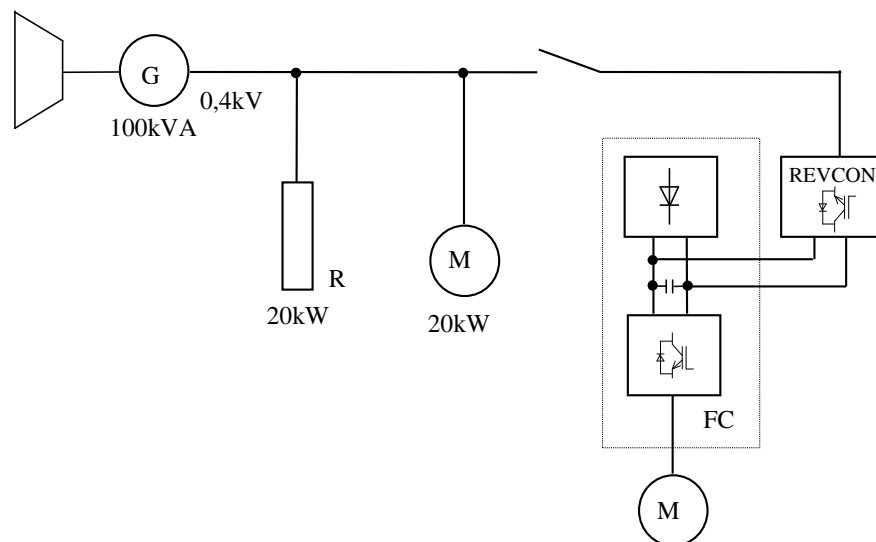 G
0,4kV
100kVA
REVCON
M
R
20kW
20kW
FC
M